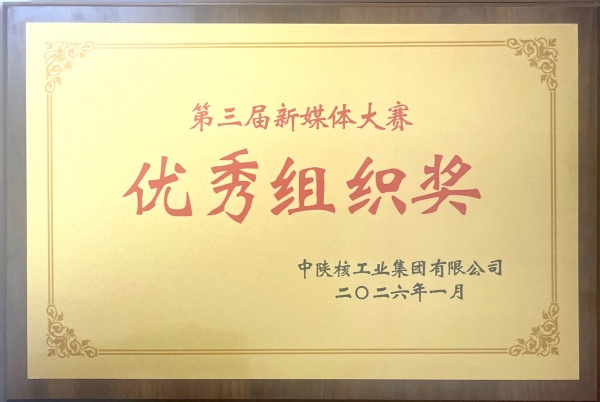 第三届新媒体大赛
优秀组织奖
中陕核工业集团有限公司
二〇二六年一月